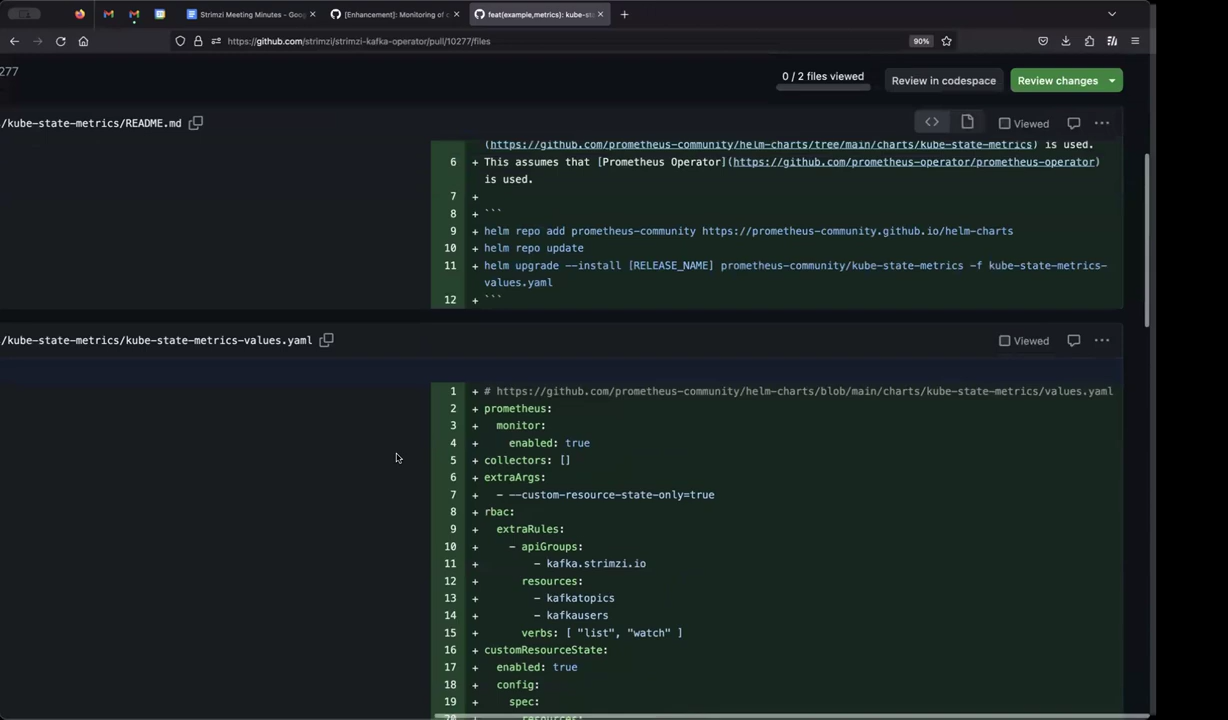 Strimzi Meeting Minutes - Goo
[Enhancement]: Monitoring of c
feat(example,metrics): kube-st
https://github.com/strimzi/strimzi-kafka-operator/pull/10277/files
90%
277
0 / 2 files viewed
Review in codespace
Review changes
/kube-state-metrics/README.md
Viewed
(https://github.com/prometheus-community/helm-charts/tree/main/charts/kube-state-metrics) is used.
6 + This assumes that [Prometheus Operator](https://github.com/prometheus-operator/prometheus-operator)
is used.
7 +
8 + ```
9 + helm repo add prometheus-community https://prometheus-community.github.io/helm-charts
10 + helm repo update
11 + helm upgrade --install [RELEASE_NAME] prometheus-community/kube-state-metrics -f kube-state-metrics-
values.yaml
12 + ```
/kube-state-metrics/kube-state-metrics-values.yaml
Viewed
1 + # https://github.com/prometheus-community/helm-charts/blob/main/charts/kube-state-metrics/values.yaml
2 + prometheus:
3 + monitor:
4 + enabled: true
5 + collectors: []
6 + extraArgs:
7 + - --custom-resource-state-only=true
8 + rbac:
9 + extraRules:
10 + - apiGroups:
11 + - kafka.strimzi.io
12 + resources:
13 + - kafkatopics
14 + - kafkausers
15 + verbs: [ "list", "watch" ]
16 + customResourceState:
17 + enabled: true
18 + config:
19 + spec:
20 + resources: